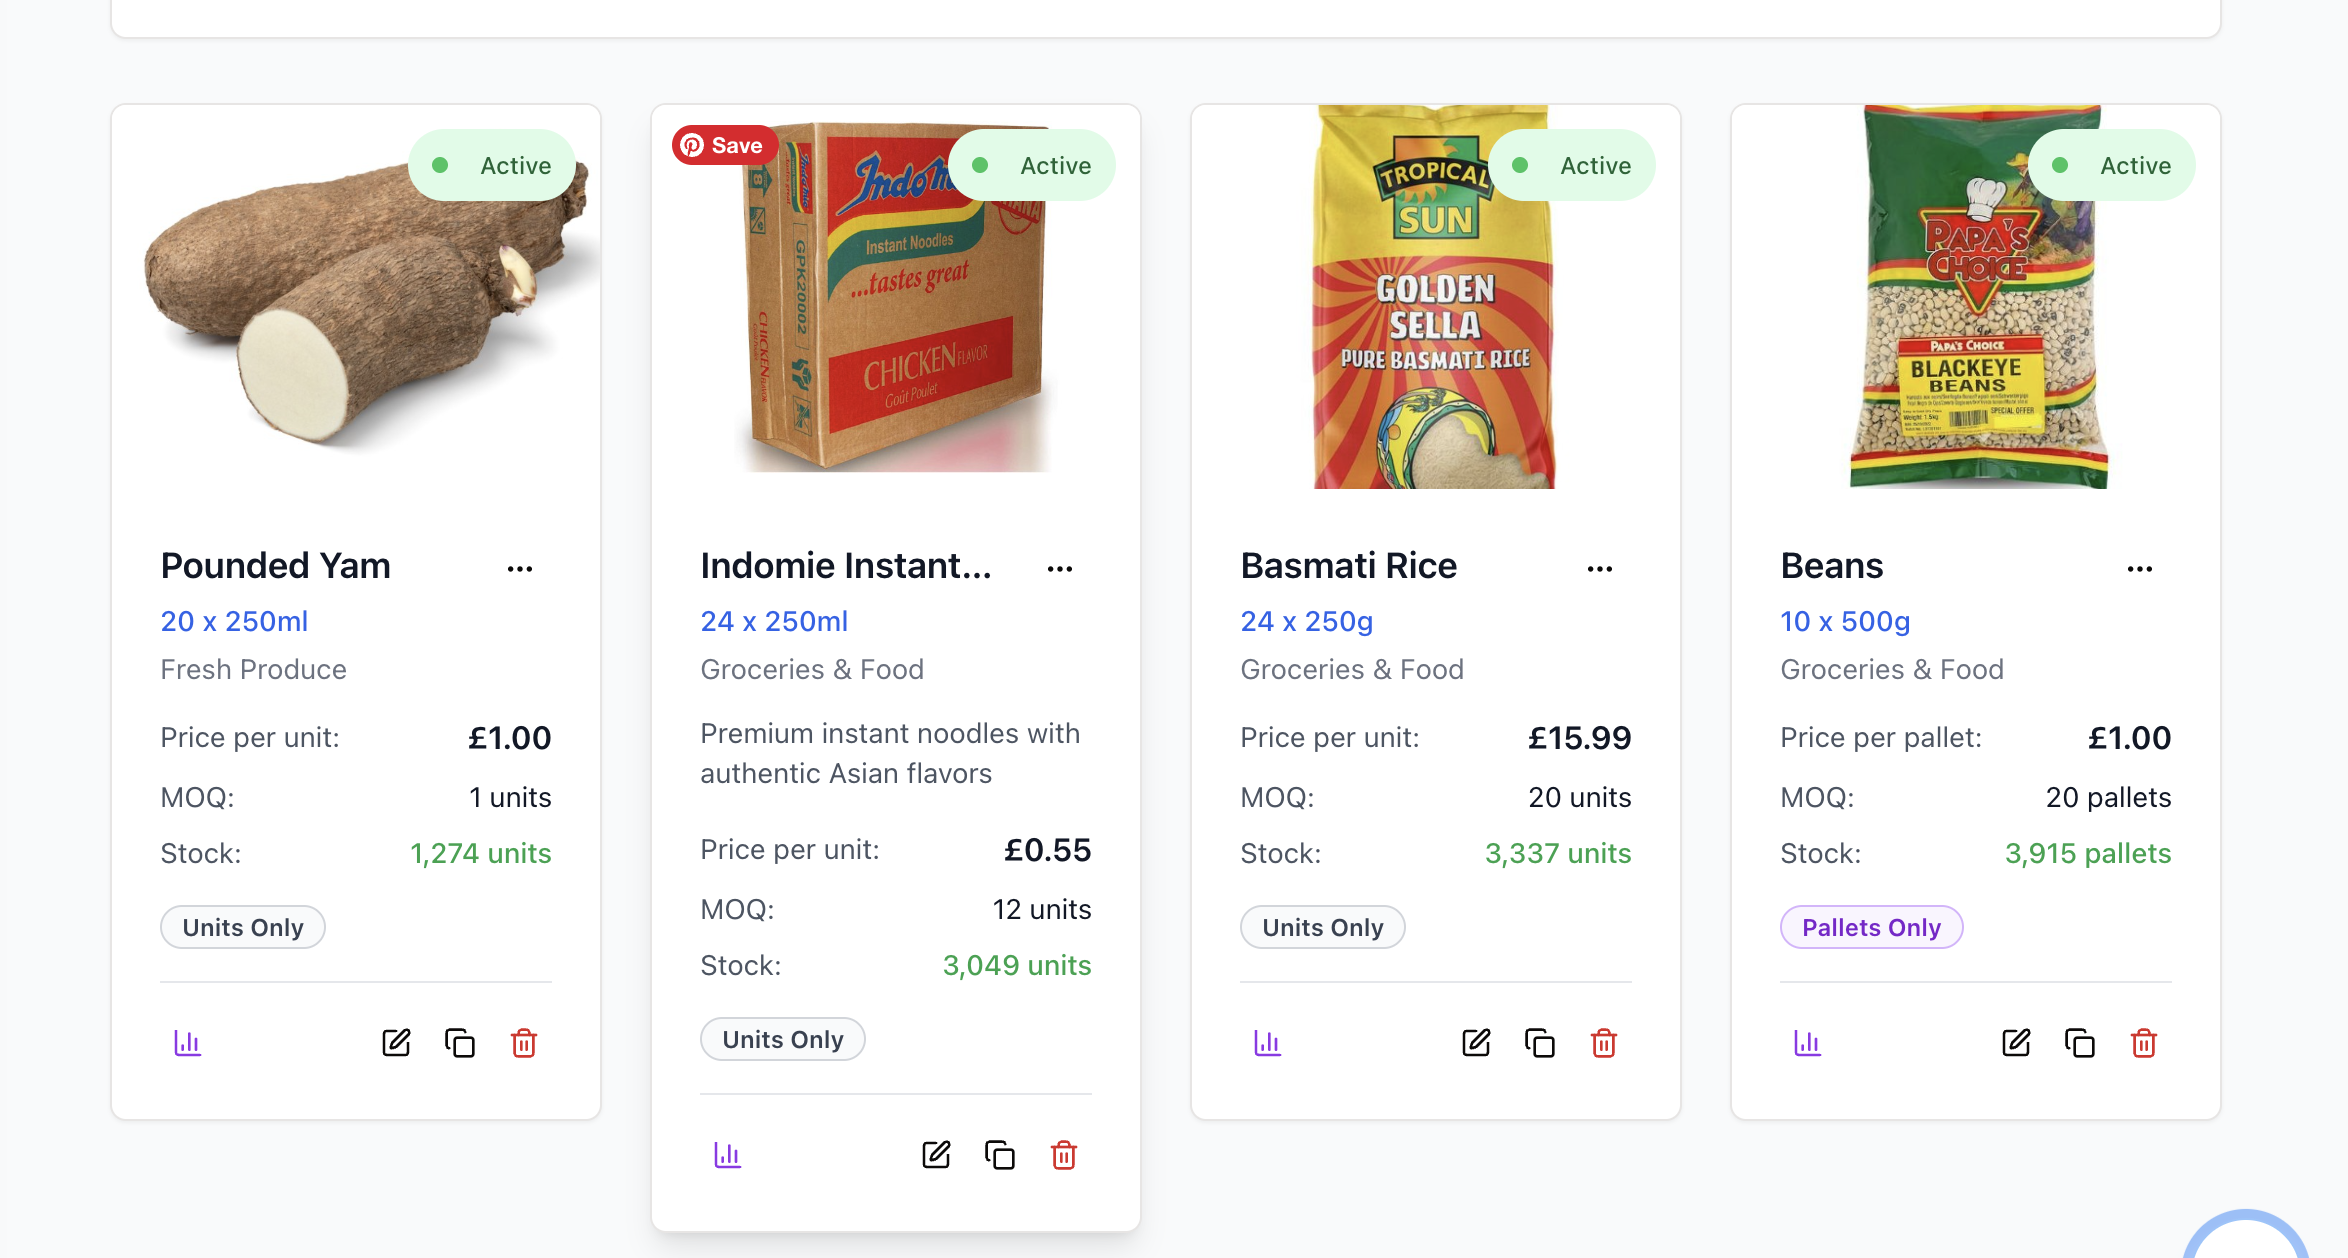 Active
Pounded Yam
...
20 x 250ml
Fresh Produce
Price per unit: £1.00
MOQ: 1 units
Stock: 1,274 units
Units Only
Save
Active
Indo
Instant Noodles
...tastes great
GPK20002
CHICKEN
CHICKEN FLAVOR
Goût Poulet
Indomie Instant...
...
24 x 250ml
Groceries & Food
Premium instant noodles with
authentic Asian flavors
Price per unit: £0.55
MOQ: 12 units
Stock: 3,049 units
Units Only
Active
TROPICAL
SUN
GOLDEN
SELLA
PURE BASMATI RICE
Basmati Rice
...
24 x 250g
Groceries & Food
Price per unit: £15.99
MOQ: 20 units
Stock: 3,337 units
Units Only
Active
PAPA'S
CHOICE
PAPA'S CHOICE
BLACKEYE
BEANS
SPECIAL OFFER
Weight: 1.5kg
Beans
...
10 x 500g
Groceries & Food
Price per pallet: £1.00
MOQ: 20 pallets
Stock: 3,915 pallets
Pallets Only